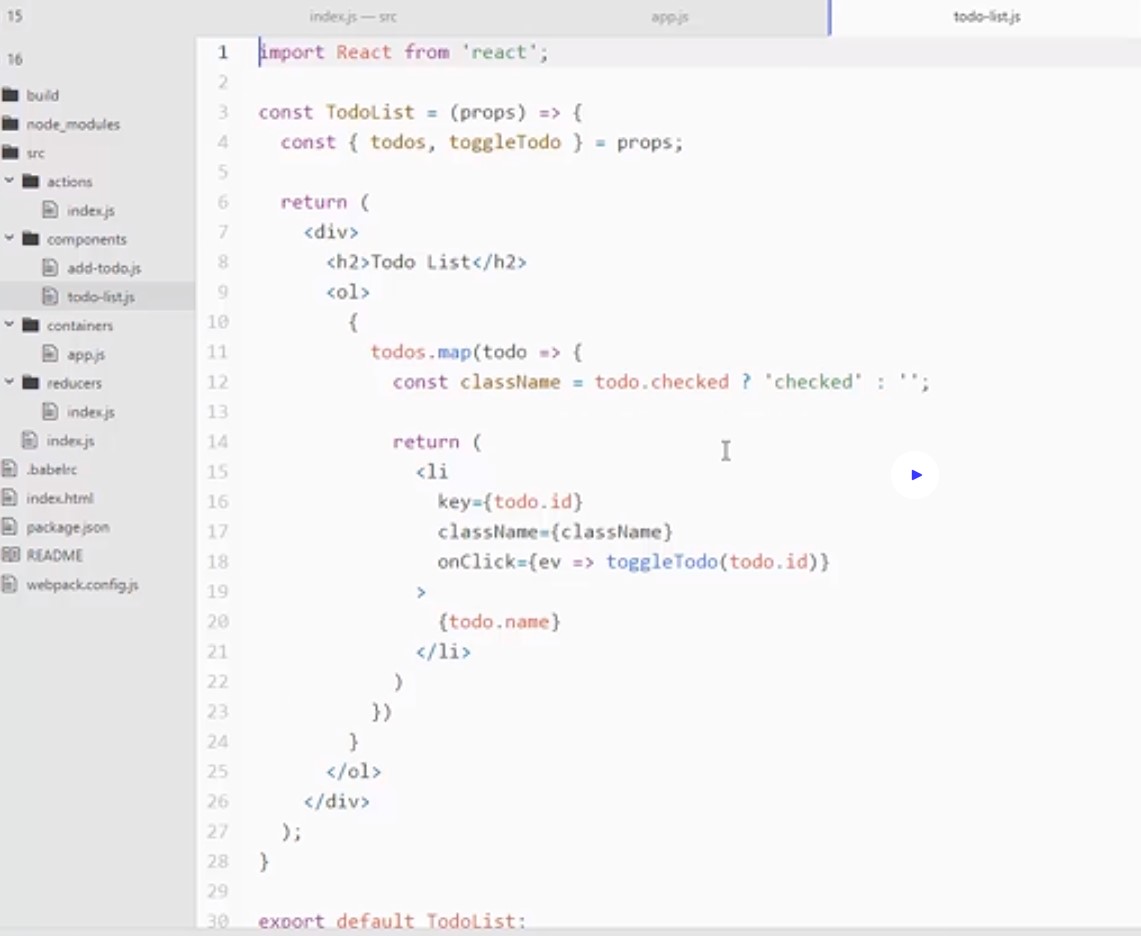 15
16
build
node_modules
src
actions
index.js
components
add-todo.js
todo-list.js
containers
app.js
reducers
index.js
index.js
.babelrc
index.html
package.json
README
webpack.config.js
index.js — src
app.js
todo-list.js
1 import React from 'react';
2
3 const TodoList = (props) => {
4   const { todos, toggleTodo } = props;
5
6   return (
7     <div>
8       <h2>Todo List</h2>
9       <ol>
10         {
11           todos.map(todo => {
12             const className = todo.checked ? 'checked' : '';
13
14             return (
15               <li
16                 key={todo.id}
17                 className={className}
18                 onClick={ev => toggleTodo(todo.id)}
19               >
20                 {todo.name}
21               </li>
22             )
23           })
24         }
25       </ol>
26     </div>
27   );
28 }
29
30 export default TodoList;